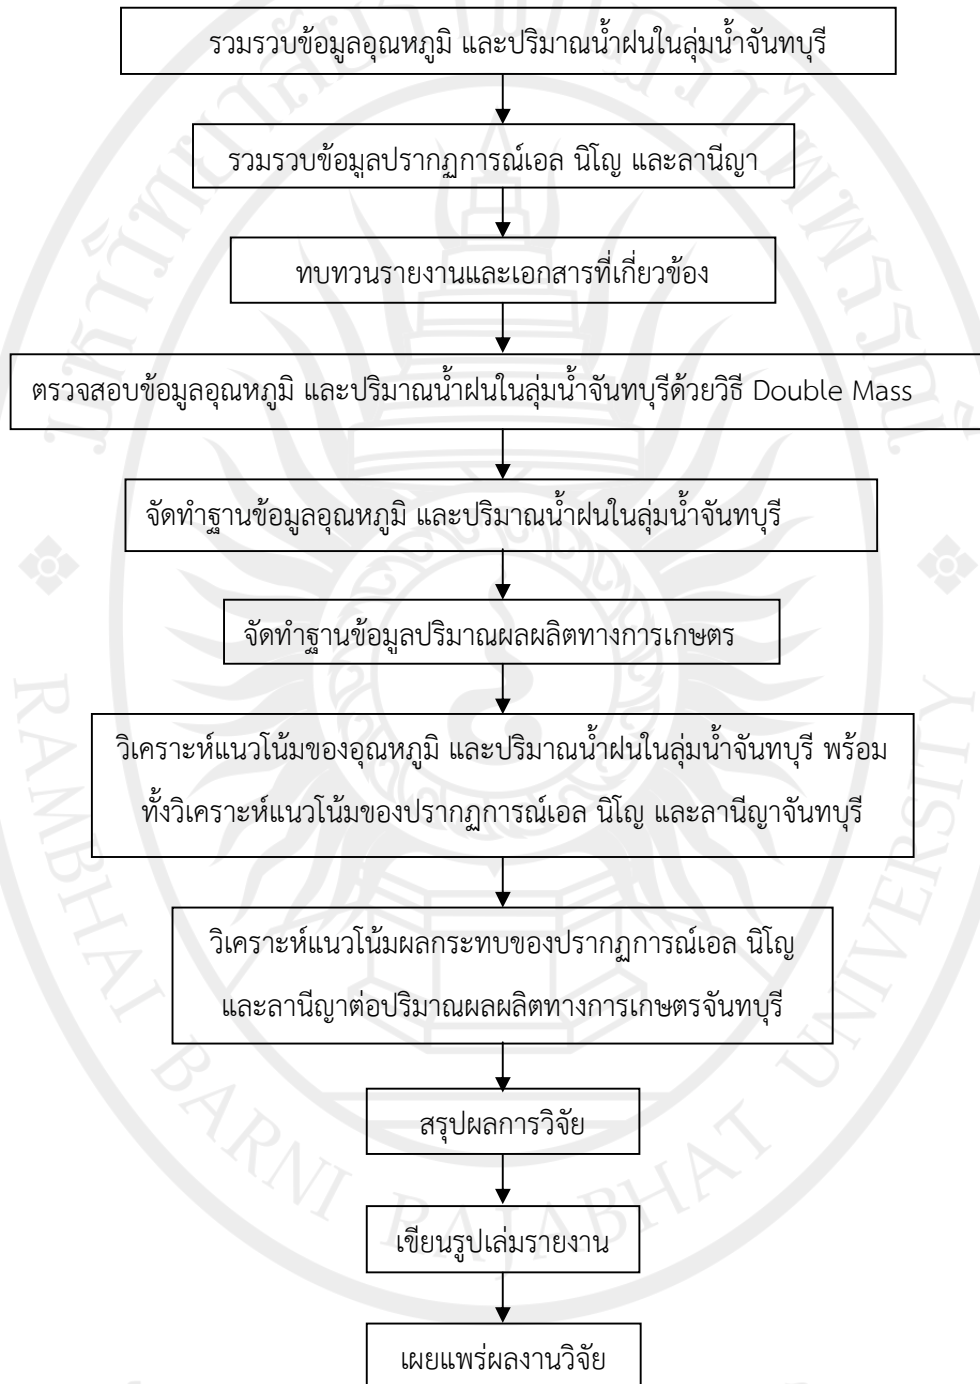 รวมรวบข้อมูลอุณหภูมิ และปริมาณน้ำฝนในลุ่มน้ำจันทบุรี
รวมรวบข้อมูลปรากฏการณ์เอล นิโญ และลานีญา
ทบทวนรายงานและเอกสารที่เกี่ยวข้อง
ตรวจสอบข้อมูลอุณหภูมิ และปริมาณน้ำฝนในลุ่มน้ำจันทบุรีด้วยวิธี Double Mass
จัดทำฐานข้อมูลอุณหภูมิ และปริมาณน้ำฝนในลุ่มน้ำจันทบุรี
จัดทำฐานข้อมูลปริมาณผลผลิตทางการเกษตร
วิเคราะห์แนวโน้มของอุณหภูมิ และปริมาณน้ำฝนในลุ่มน้ำจันทบุรี พร้อม
ทั้งวิเคราะห์แนวโน้มของปรากฏการณ์เอล นิโญ และลานีญาจันทบุรี
วิเคราะห์แนวโน้มผลกระทบของปรากฏการณ์เอล นิโญ
และลานีญาต่อปริมาณผลผลิตทางการเกษตรจันทบุรี
สรุปผลการวิจัย
เขียนรูปเล่มรายงาน
เผยแพร่ผลงานวิจัย
RAMBHAI BARNI RAJABHAT UNIVERSITY